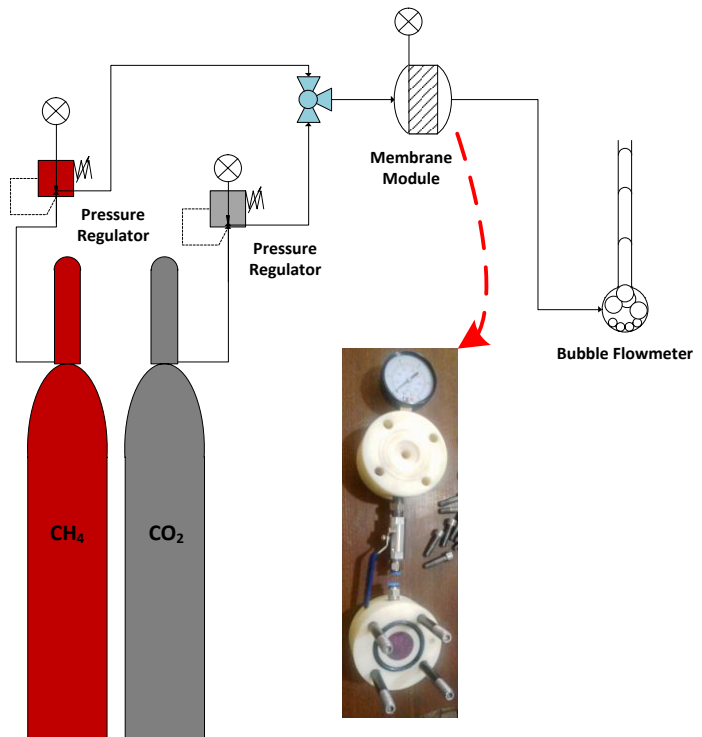 Membrane
Module
Pressure
Regulator
Pressure
Regulator
Bubble Flowmeter
CH₄
CO₂